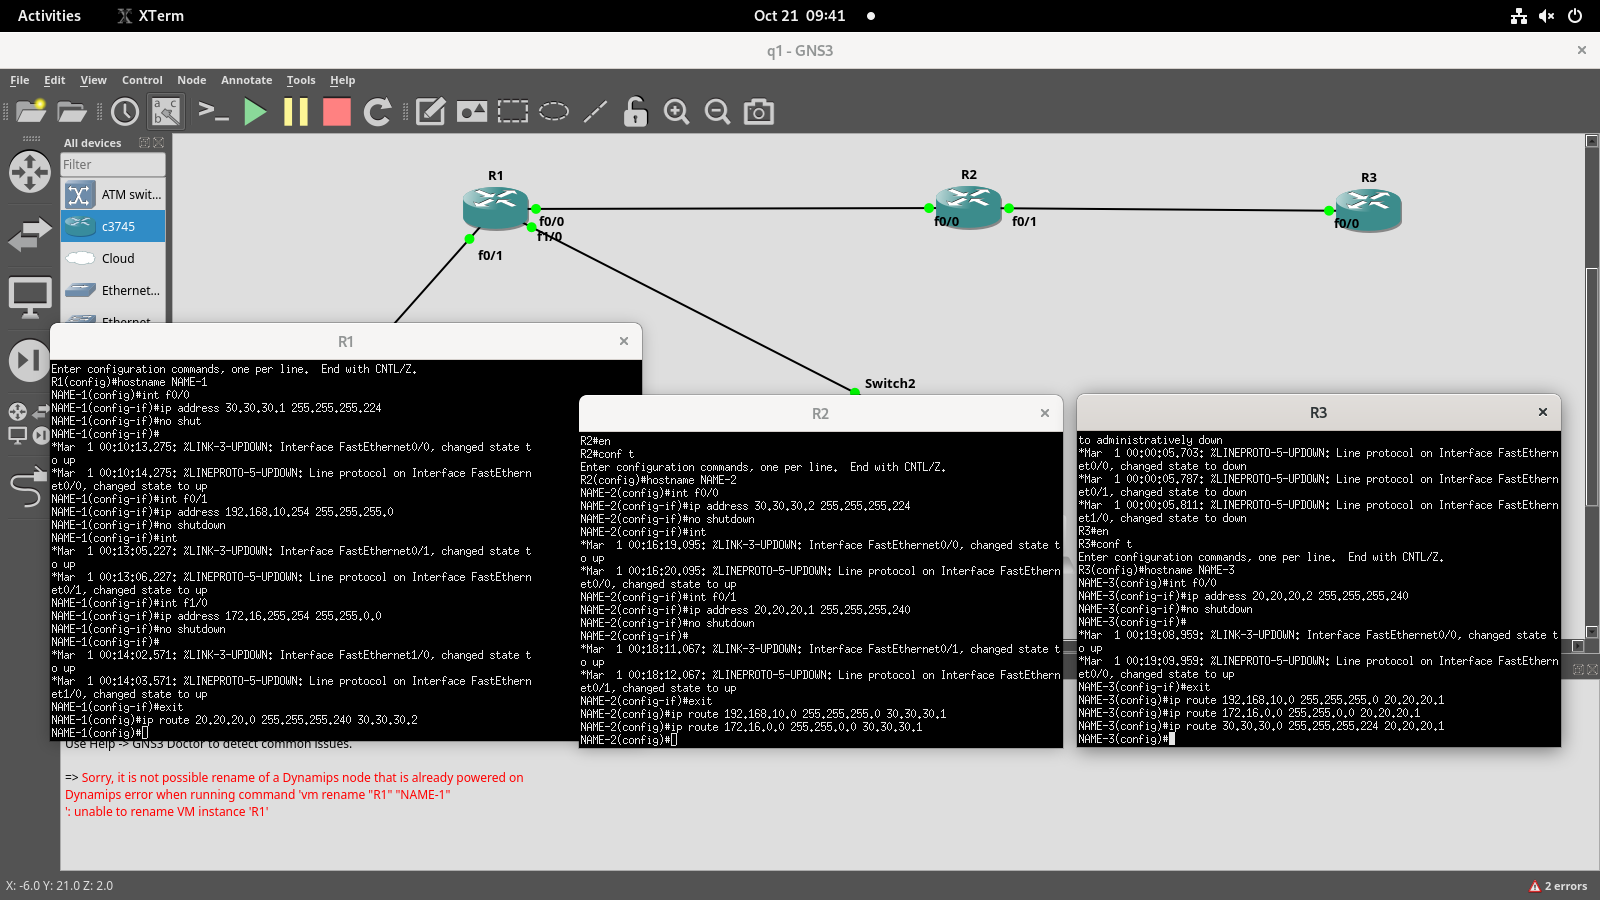 Activities
XTerm
Oct 21 09:41
q1 - GNS3
File Edit View Control Node Annotate Tools Help
All devices
Filter
ATM swit...
c3745
Cloud
Ethernet...
R1
R2
R3
f0/0
f1/0
f0/1
f0/0
f0/1
f0/0
Switch2
R1
Enter configuration commands, one per line.  End with CNTL/Z.
R1(config)#hostname NAME-1
NAME-1(config)#int f0/0
NAME-1(config-if)#ip address 30.30.30.1 255.255.255.224
NAME-1(config-if)#no shut
NAME-1(config-if)#
*Mar  1 00:10:13.275: %LINK-3-UPDOWN: Interface FastEthernet0/0, changed state t
o up
*Mar  1 00:10:14.275: %LINEPROTO-5-UPDOWN: Line protocol on Interface FastEthern
et0/0, changed state to up
NAME-1(config-if)#int f0/1
NAME-1(config-if)#ip address 192.168.10.254 255.255.255.0
NAME-1(config-if)#no shutdown
NAME-1(config-if)#int
*Mar  1 00:13:05.227: %LINK-3-UPDOWN: Interface FastEthernet0/1, changed state t
o up
*Mar  1 00:13:06.227: %LINEPROTO-5-UPDOWN: Line protocol on Interface FastEthern
et0/1, changed state to up
NAME-1(config-if)#int f1/0
NAME-1(config-if)#ip address 172.16.255.254 255.255.0.0
NAME-1(config-if)#no shutdown
NAME-1(config-if)#
*Mar  1 00:14:02.571: %LINK-3-UPDOWN: Interface FastEthernet1/0, changed state t
o up
*Mar  1 00:14:03.571: %LINEPROTO-5-UPDOWN: Line protocol on Interface FastEthern
et1/0, changed state to up
NAME-1(config-if)#exit
NAME-1(config)#ip route 20.20.20.0 255.255.255.240 30.30.30.2
NAME-1(config)#
R2
R2#en
R2#conf t
Enter configuration commands, one per line.  End with CNTL/Z.
R2(config)#hostname NAME-2
NAME-2(config)#int f0/0
NAME-2(config-if)#ip address 30.30.30.2 255.255.255.224
NAME-2(config-if)#no shutdown
NAME-2(config-if)#int
*Mar  1 00:16:19.095: %LINK-3-UPDOWN: Interface FastEthernet0/0, changed state t
o up
*Mar  1 00:16:20.095: %LINEPROTO-5-UPDOWN: Line protocol on Interface FastEthern
et0/0, changed state to up
NAME-2(config-if)#int f0/1
NAME-2(config-if)#ip address 20.20.20.1 255.255.255.240
NAME-2(config-if)#no shutdown
NAME-2(config-if)#
*Mar  1 00:18:11.067: %LINK-3-UPDOWN: Interface FastEthernet0/1, changed state t
o up
*Mar  1 00:18:12.067: %LINEPROTO-5-UPDOWN: Line protocol on Interface FastEthern
et0/1, changed state to up
NAME-2(config-if)#exit
NAME-2(config)#ip route 192.168.10.0 255.255.255.0 30.30.30.1
NAME-2(config)#ip route 172.16.0.0 255.255.0.0 30.30.30.1
NAME-2(config)#
R3
to administratively down
*Mar  1 00:00:05.703: %LINEPROTO-5-UPDOWN: Line protocol on Interface FastEthern
et0/0, changed state to down
*Mar  1 00:00:05.787: %LINEPROTO-5-UPDOWN: Line protocol on Interface FastEthern
et0/1, changed state to down
*Mar  1 00:00:05.811: %LINEPROTO-5-UPDOWN: Line protocol on Interface FastEthern
et1/0, changed state to down
R3#en
R3#conf t
Enter configuration commands, one per line.  End with CNTL/Z.
R3(config)#hostname NAME-3
NAME-3(config)#int f0/0
NAME-3(config-if)#ip address 20.20.20.2 255.255.255.240
NAME-3(config-if)#no shutdown
NAME-3(config-if)#
*Mar  1 00:19:08.959: %LINK-3-UPDOWN: Interface FastEthernet0/0, changed state t
o up
*Mar  1 00:19:09.959: %LINEPROTO-5-UPDOWN: Line protocol on Interface FastEthern
et0/0, changed state to up
NAME-3(config-if)#exit
NAME-3(config)#ip route 192.168.10.0 255.255.255.0 20.20.20.1
NAME-3(config)#ip route 172.16.0.0 255.255.0.0 20.20.20.1
NAME-3(config)#ip route 30.30.30.0 255.255.255.224 20.20.20.1
NAME-3(config)#
Use Help -> GNS3 Doctor to detect common issues.
=> Sorry, it is not possible rename of a Dynamips node that is already powered on
Dynamips error when running command 'vm rename "R1" "NAME-1"
': unable to rename VM instance 'R1'
X: -6.0 Y: 21.0 Z: 2.0
2 errors